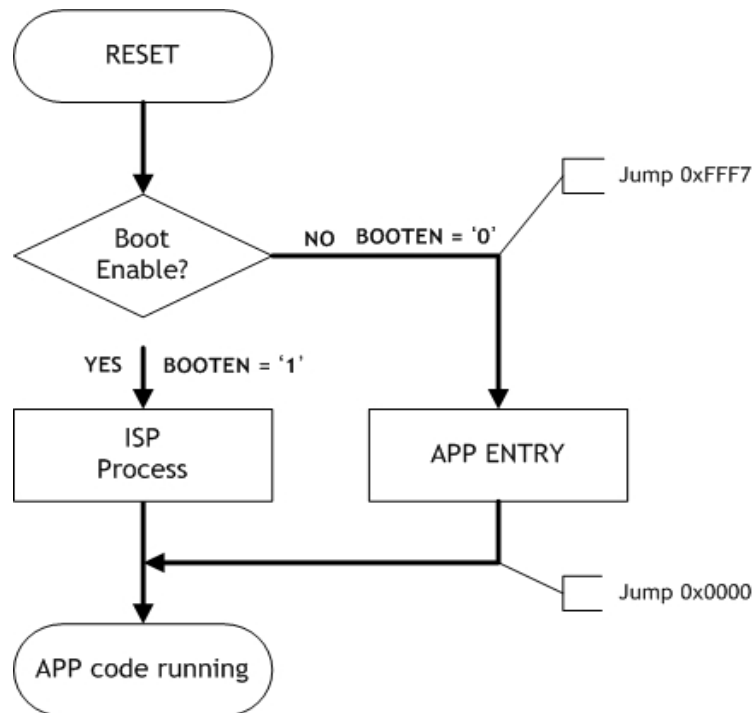 RESET
Jump 0xFFF7
Boot
Enable?
NO BOOTEN = ‘0’
YES BOOTEN = ‘1’
ISP
Process
APP ENTRY
Jump 0x0000
APP code running